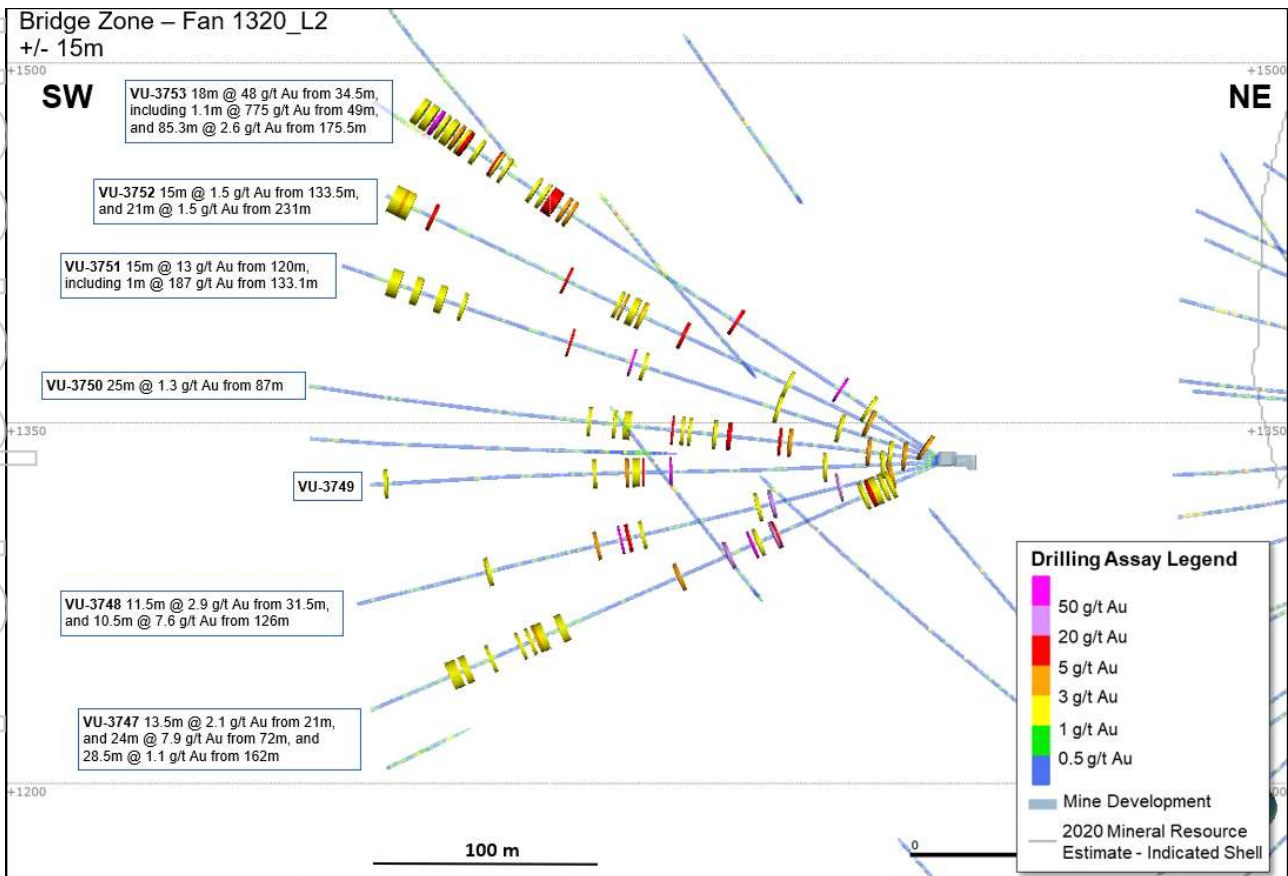 Bridge Zone – Fan 1320_L2
+/- 15m
+1500
+1500
SW
NE
VU-3753 18m @ 48 g/t Au from 34.5m,
including 1.1m @ 775 g/t Au from 49m,
and 85.3m @ 2.6 g/t Au from 175.5m
VU-3752 15m @ 1.5 g/t Au from 133.5m,
and 21m @ 1.5 g/t Au from 231m
VU-3751 15m @ 13 g/t Au from 120m,
including 1m @ 187 g/t Au from 133.1m
VU-3750 25m @ 1.3 g/t Au from 87m
+1350
+1350
VU-3749
VU-3748 11.5m @ 2.9 g/t Au from 31.5m,
and 10.5m @ 7.6 g/t Au from 126m
VU-3747 13.5m @ 2.1 g/t Au from 21m,
and 24m @ 7.9 g/t Au from 72m, and
28.5m @ 1.1 g/t Au from 162m
+1200
100 m
0
Drilling Assay Legend
50 g/t Au
20 g/t Au
5 g/t Au
3 g/t Au
1 g/t Au
0.5 g/t Au
Mine Development
2020 Mineral Resource
Estimate - Indicated Shell